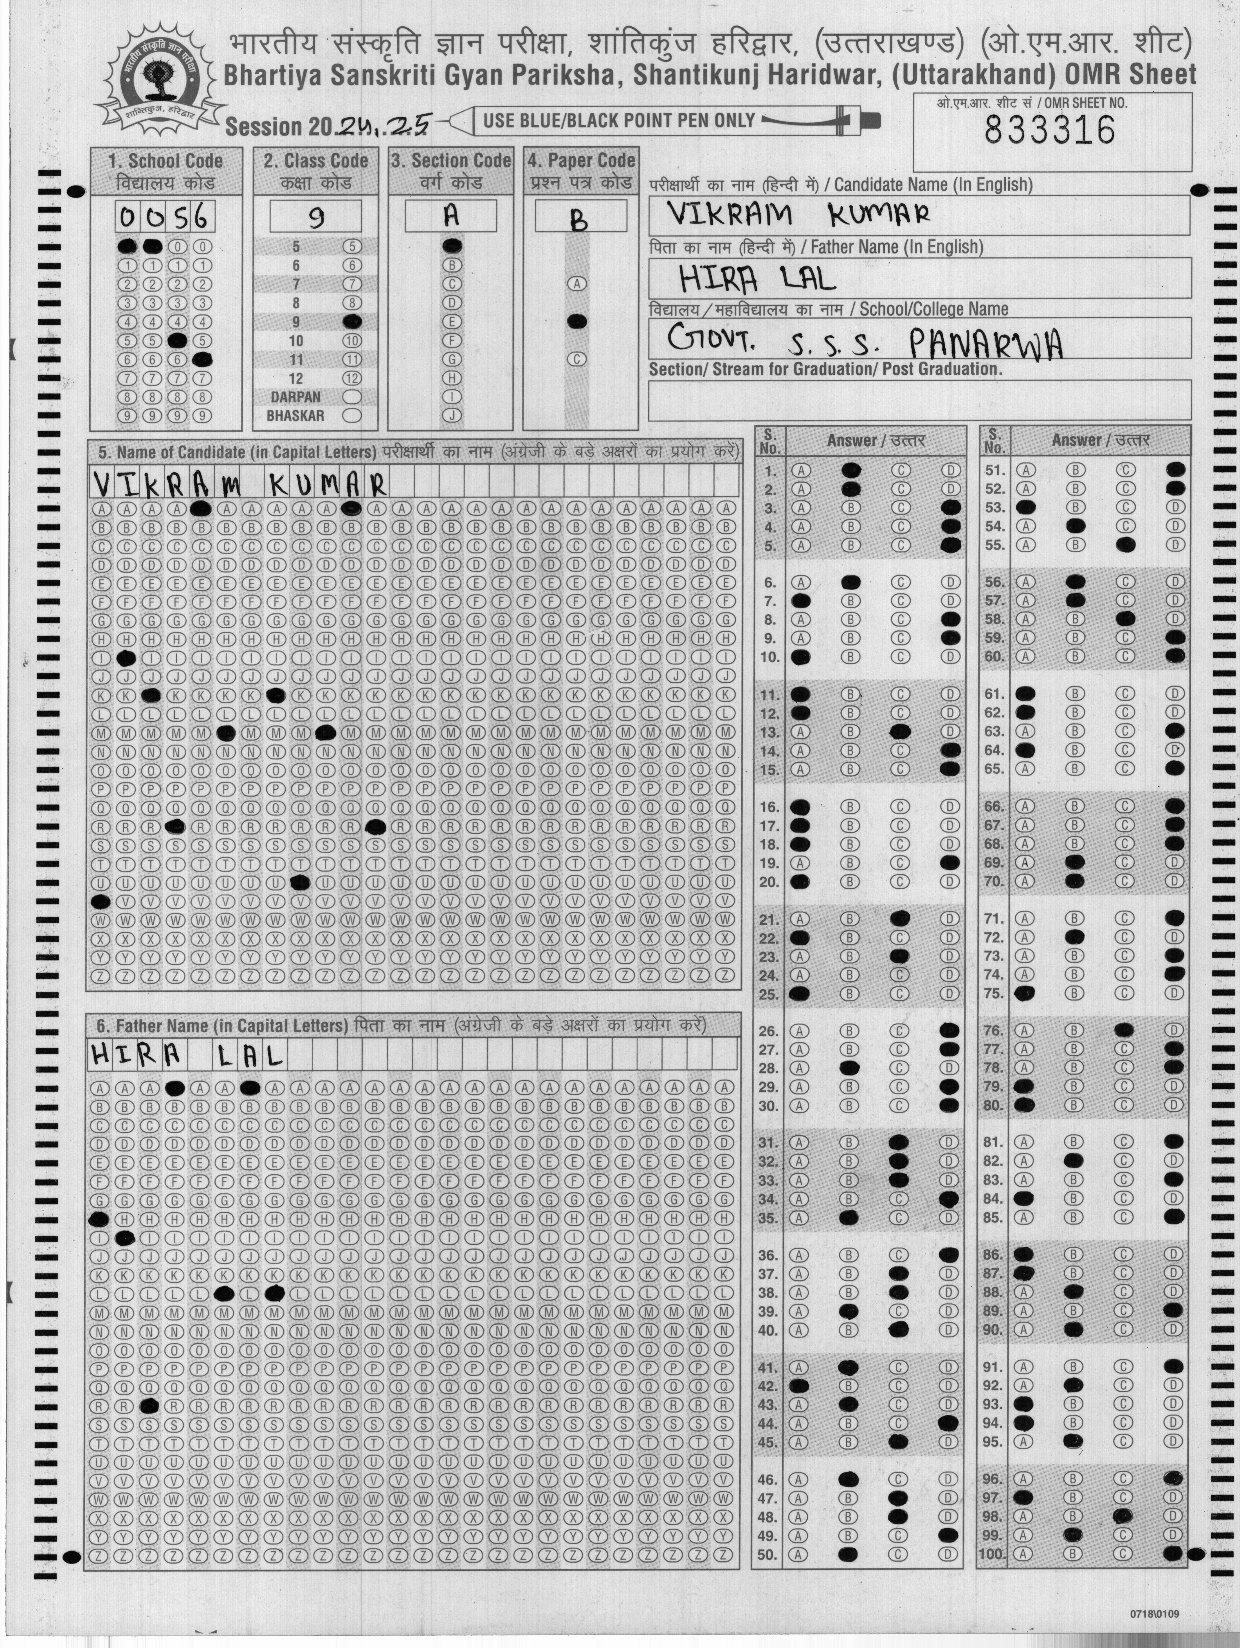 भारतीय संस्कृति ज्ञान परीक्षा, शांतिकुंज हरिद्वार, (उत्तराखण्ड) (ओ.एम.आर. शीट)
Bhartiya Sanskriti Gyan Pariksha, Shantikunj Haridwar, (Uttarakhand) OMR Sheet
Session 2024.25
USE BLUE/BLACK POINT PEN ONLY
ओ.एम.आर. शीट सं / OMR SHEET NO.
833316
1. School Code
विद्यालय कोड
0056
2. Class Code
कक्षा कोड
9
5
6
7
8
9
10
11
12
DARPAN
BHASKAR
3. Section Code
वर्ग कोड
A
4. Paper Code
प्रश्न पत्र कोड
B
परीक्षार्थी का नाम (हिन्दी में) / Candidate Name (In English)
VIKRAM KUMAR
पिता का नाम (हिन्दी में) / Father Name (In English)
HIRA LAL
विद्यालय/महाविद्यालय का नाम / School/College Name
GOVT. S.S.S. PANARWA
Section/ Stream for Graduation/ Post Graduation.
5. Name of Candidate (in Capital Letters) परीक्षार्थी का नाम (अंग्रेजी के बड़े अक्षरों का प्रयोग करें)
VIKRAM KUMAR
6. Father Name (in Capital Letters) पिता का नाम (अंग्रेजी के बड़े अक्षरों का प्रयोग करें)
HIRA LAL
S. No. Answer / उत्तर
S. No. Answer / उत्तर
0718\0109